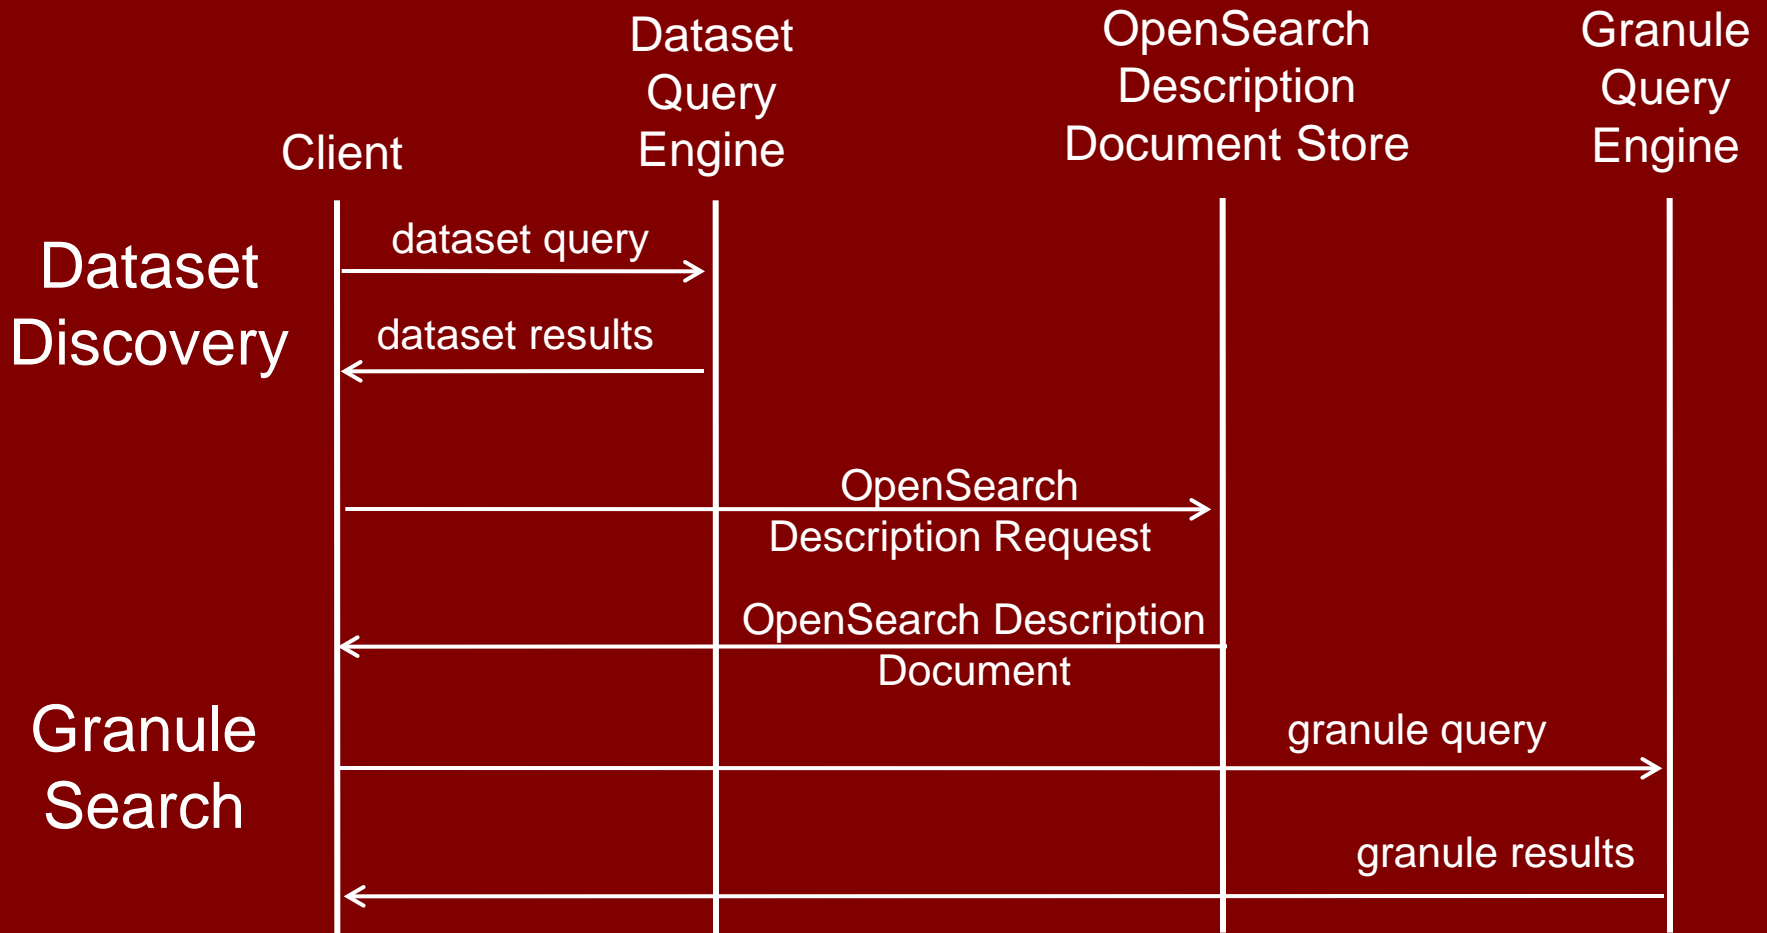 Client
Dataset
Query
Engine
OpenSearch
Description
Document Store
Granule
Query
Engine
Dataset
Discovery
dataset query
dataset results
OpenSearch
Description Request
OpenSearch Description
Document
Granule
Search
granule query
granule results